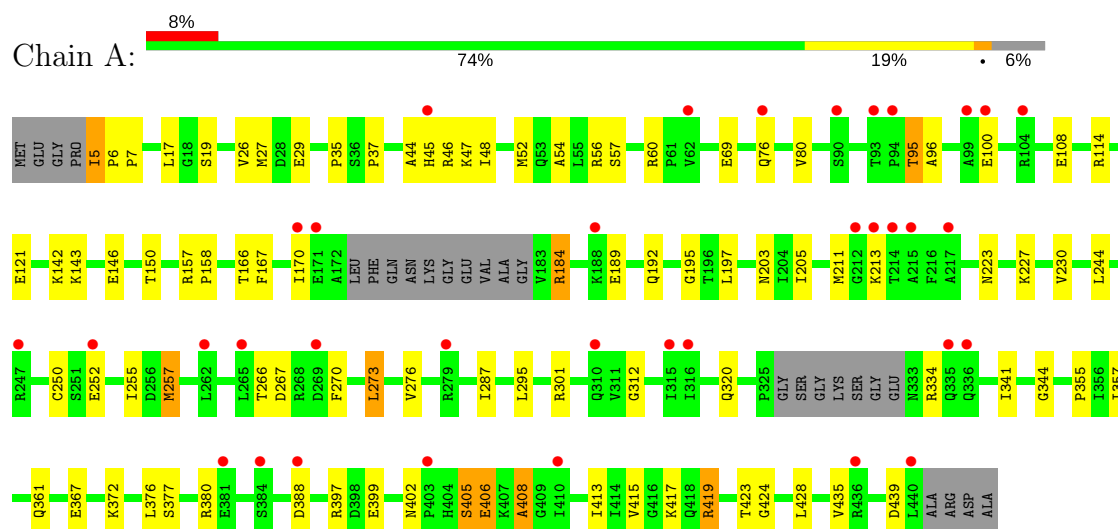 8%
Chain A:
74% 19% • 6%
MET GLU GLY PRO I5 P6 P7 L17 G18 S19 V26 M27 D28 E29 P35 S36 P37 A44 H45 R46 K47 I48 M52 Q53 A54 L55 R56 S57 R60 P61 V62 E69 Q76 V80 S90 T93 P94 T95 A96 A99 E100 R104 E108 R114
E121 K142 K143 E146 T150 R157 P158 T166 F167 I170 E171 A172 LEU PHE GLN ASN LYS GLY GLU VAL ALA GLY V183 R184 K188 E189 Q192 G195 T196 L197 N203 I204 I205 M211 G212 K213 T214 A215 F216 A217 N223 K227 V230 L244
R247 C250 S251 E252 I255 D256 M257 L262 L265 T266 D267 R268 D269 F270 L273 V276 R279 I287 L295 R301 Q310 V311 G312 I315 I316 Q320 P325 GLY SER GLY LYS SER GLY GLU N333 R334 Q335 Q336 I341 G344 P355 I356 I357
Q361 E367 K372 L376 S377 R380 E381 S384 D388 R397 D398 E399 N402 P403 H404 S405 E406 K407 A408 G409 I410 I413 I414 V415 G416 K417 Q418 R419 T423 G424 L428 V435 R436 D439 L440 ALA ARG ASP ALA